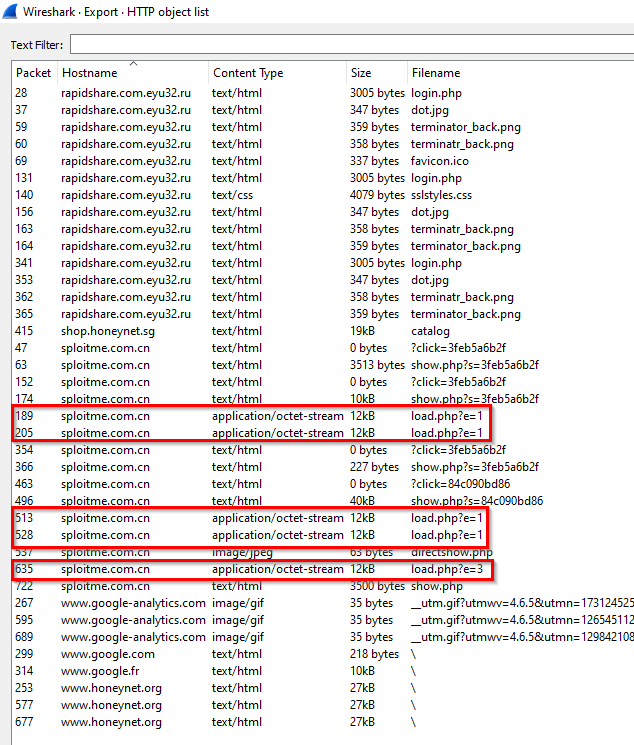 Wireshark · Export · HTTP object list
Text Filter:
Packet Hostname Content Type Size Filename
28 rapidshare.com.eyu32.ru text/html 3005 bytes login.php
37 rapidshare.com.eyu32.ru text/html 347 bytes dot.jpg
59 rapidshare.com.eyu32.ru text/html 359 bytes terminator_back.png
60 rapidshare.com.eyu32.ru text/html 358 bytes terminatr_back.png
69 rapidshare.com.eyu32.ru text/html 337 bytes favicon.ico
131 rapidshare.com.eyu32.ru text/html 3005 bytes login.php
140 rapidshare.com.eyu32.ru text/css 4079 bytes sslstyles.css
156 rapidshare.com.eyu32.ru text/html 347 bytes dot.jpg
163 rapidshare.com.eyu32.ru text/html 358 bytes terminatr_back.png
164 rapidshare.com.eyu32.ru text/html 359 bytes terminator_back.png
341 rapidshare.com.eyu32.ru text/html 3005 bytes login.php
353 rapidshare.com.eyu32.ru text/html 347 bytes dot.jpg
362 rapidshare.com.eyu32.ru text/html 358 bytes terminatr_back.png
365 rapidshare.com.eyu32.ru text/html 359 bytes terminator_back.png
415 shop.honeynet.sg text/html 19kB catalog
47 sploitme.com.cn text/html 0 bytes ?click=3feb5a6b2f
63 sploitme.com.cn text/html 3513 bytes show.php?s=3feb5a6b2f
152 sploitme.com.cn text/html 0 bytes ?click=3feb5a6b2f
174 sploitme.com.cn text/html 10kB show.php?s=3feb5a6b2f
189 sploitme.com.cn application/octet-stream 12kB load.php?e=1
205 sploitme.com.cn application/octet-stream 12kB load.php?e=1
354 sploitme.com.cn text/html 0 bytes ?click=3feb5a6b2f
366 sploitme.com.cn text/html 227 bytes show.php?s=3feb5a6b2f
463 sploitme.com.cn text/html 0 bytes ?click=84c090bd86
496 sploitme.com.cn text/html 40kB show.php?s=84c090bd86
513 sploitme.com.cn application/octet-stream 12kB load.php?e=1
528 sploitme.com.cn application/octet-stream 12kB load.php?e=1
537 sploitme.com.cn image/jpeg 63 bytes directshow.php
635 sploitme.com.cn application/octet-stream 12kB load.php?e=3
722 sploitme.com.cn text/html 3500 bytes show.php
267 www.google-analytics.com image/gif 35 bytes __utm.gif?utmwv=4.6.5&utmn=173124525
595 www.google-analytics.com image/gif 35 bytes __utm.gif?utmwv=4.6.5&utmn=126545112
689 www.google-analytics.com image/gif 35 bytes __utm.gif?utmwv=4.6.5&utmn=129842108
299 www.google.com text/html 218 bytes \
314 www.google.fr text/html 10kB \
253 www.honeynet.org text/html 27kB \
577 www.honeynet.org text/html 27kB \
677 www.honeynet.org text/html 27kB \